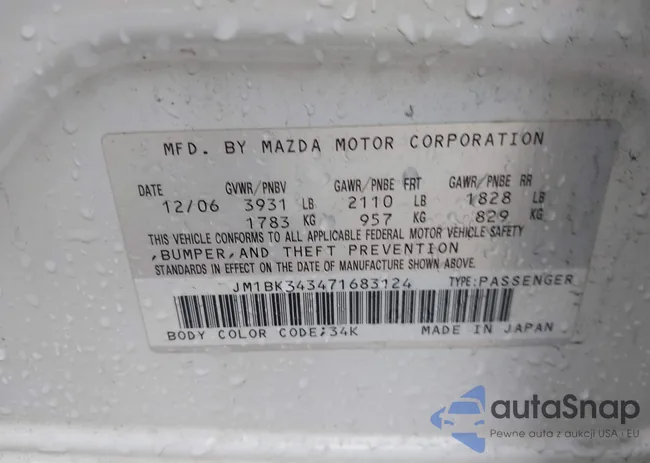 MFD. BY MAZDA MOTOR CORPORATION
DATE GVWR/PNBV GAWR/PNBE FRT GAWR/PNBE RR
12/06 3931 LB 2110 LB 1828 LB
1783 KG 957 KG 829 KG
THIS VEHICLE CONFORMS TO ALL APPLICABLE FEDERAL MOTOR VEHICLE SAFETY
,BUMPER,AND THEFT PREVENTION
STANDARDS IN EFFECT ON THE DATE OF MANUFACTURE SHOWN ABOVE.
JM1BK343471683124 TYPE:PASSENGER
BODY COLOR CODE;34K MADE IN JAPAN
autaSnap
Pewne auta z aukcji USA i EU